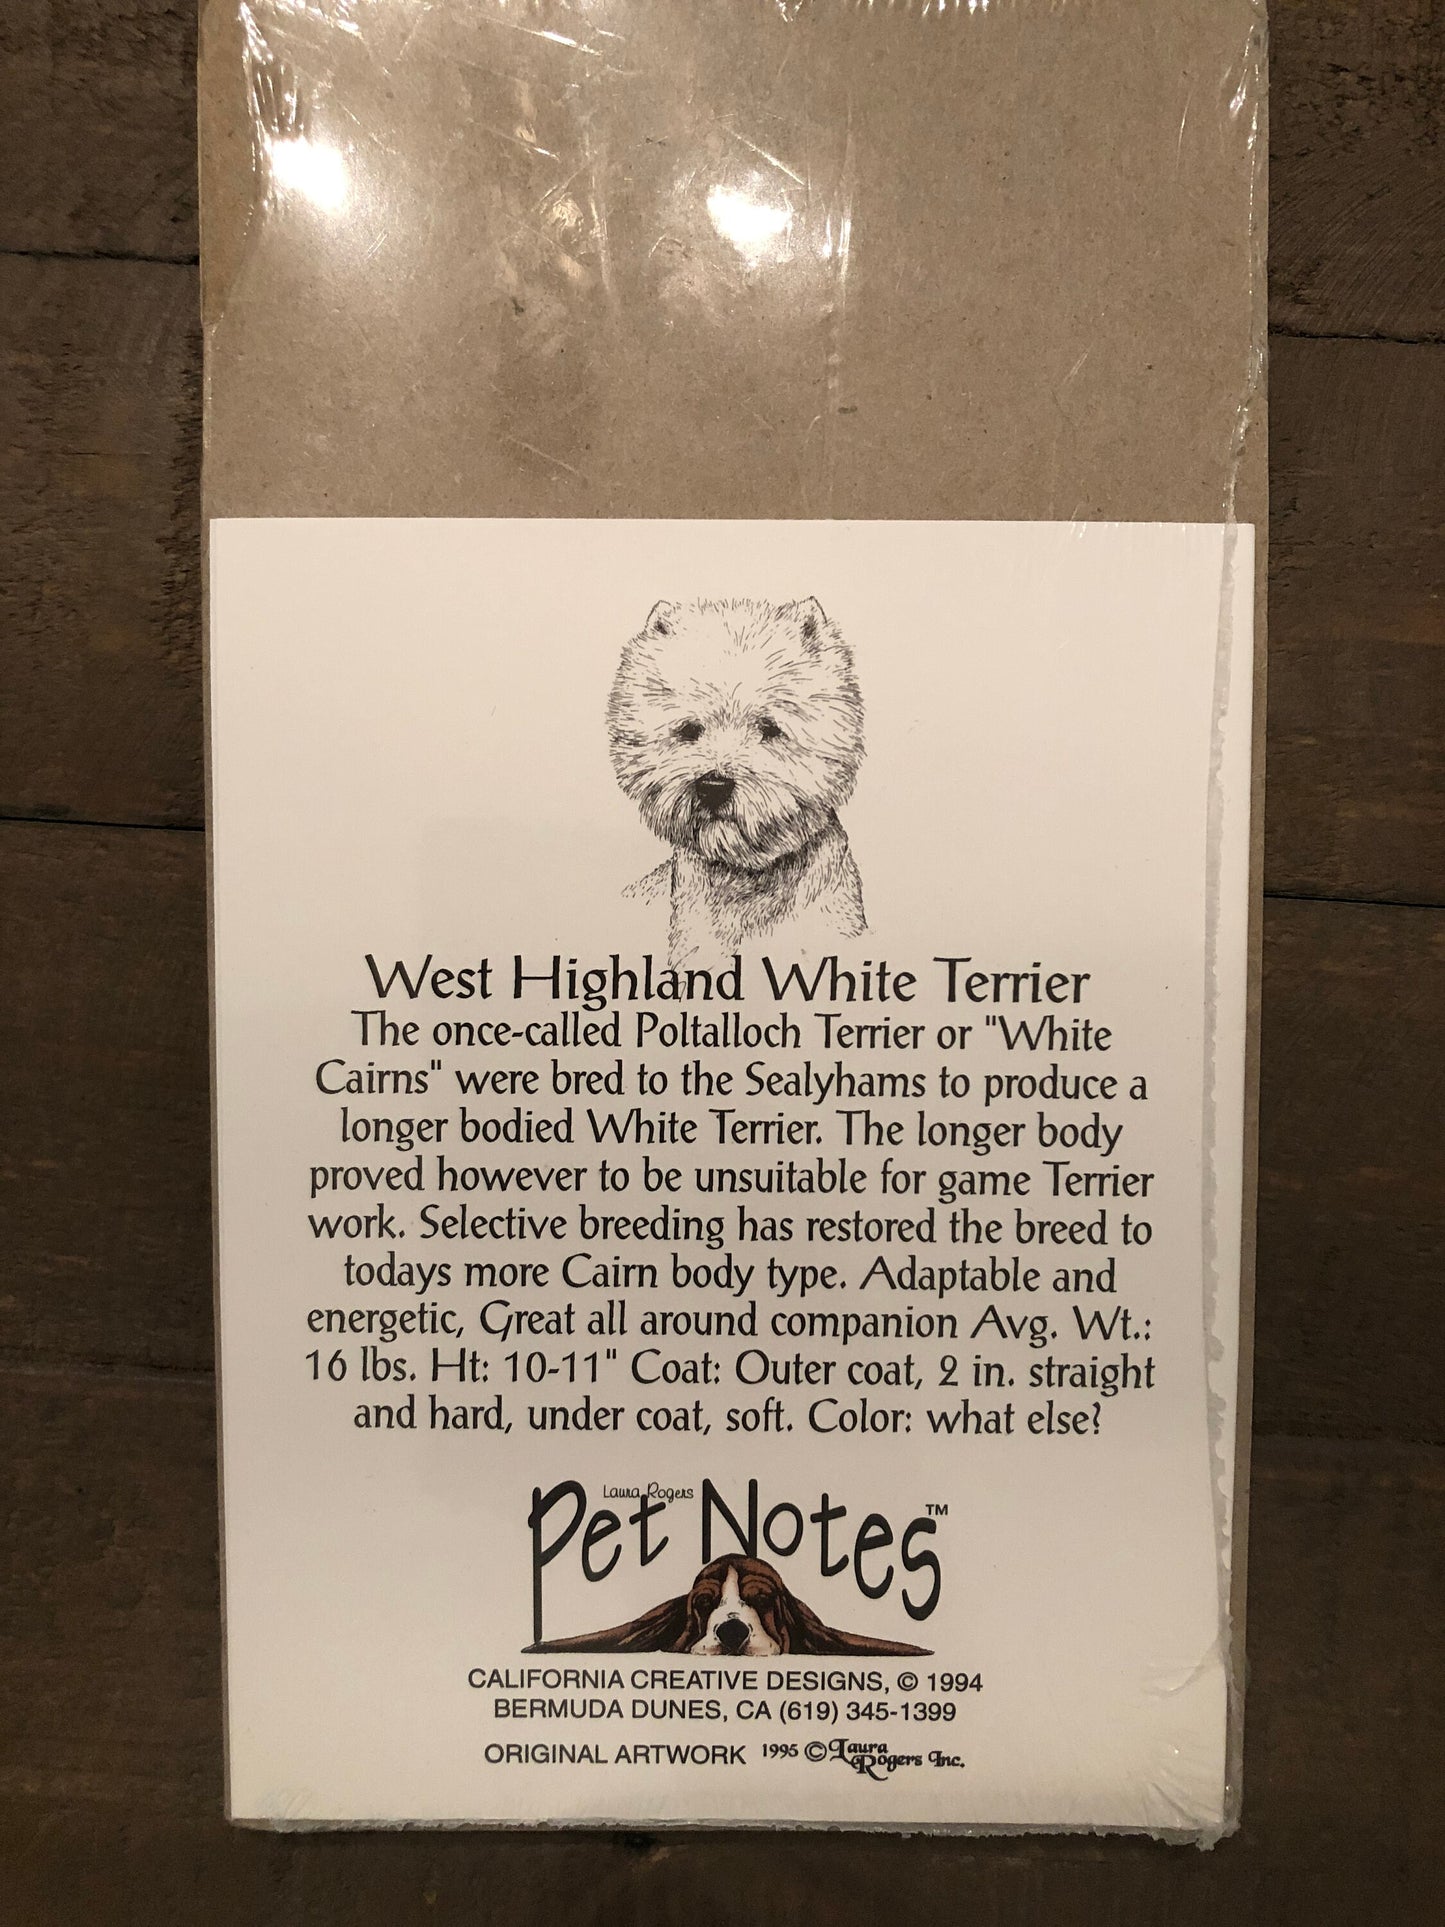 West Highland White Terrier
The once-called Poltalloch Terrier or "White
Cairns" were bred to the Sealyhams to produce a
longer bodied White Terrier. The longer body
proved however to be unsuitable for game Terrier
work. Selective breeding has restored the breed to
todays more Cairn body type. Adaptable and
energetic, Great all around companion Avg. Wt.:
16 lbs. Ht: 10-11" Coat: Outer coat, 2 in. straight
and hard, under coat, soft. Color: what else?
Laura Rogers
Pet Notes™
CALIFORNIA CREATIVE DESIGNS, © 1994
BERMUDA DUNES, CA (619) 345-1399
ORIGINAL ARTWORK 1995 © Laura Rogers Inc.